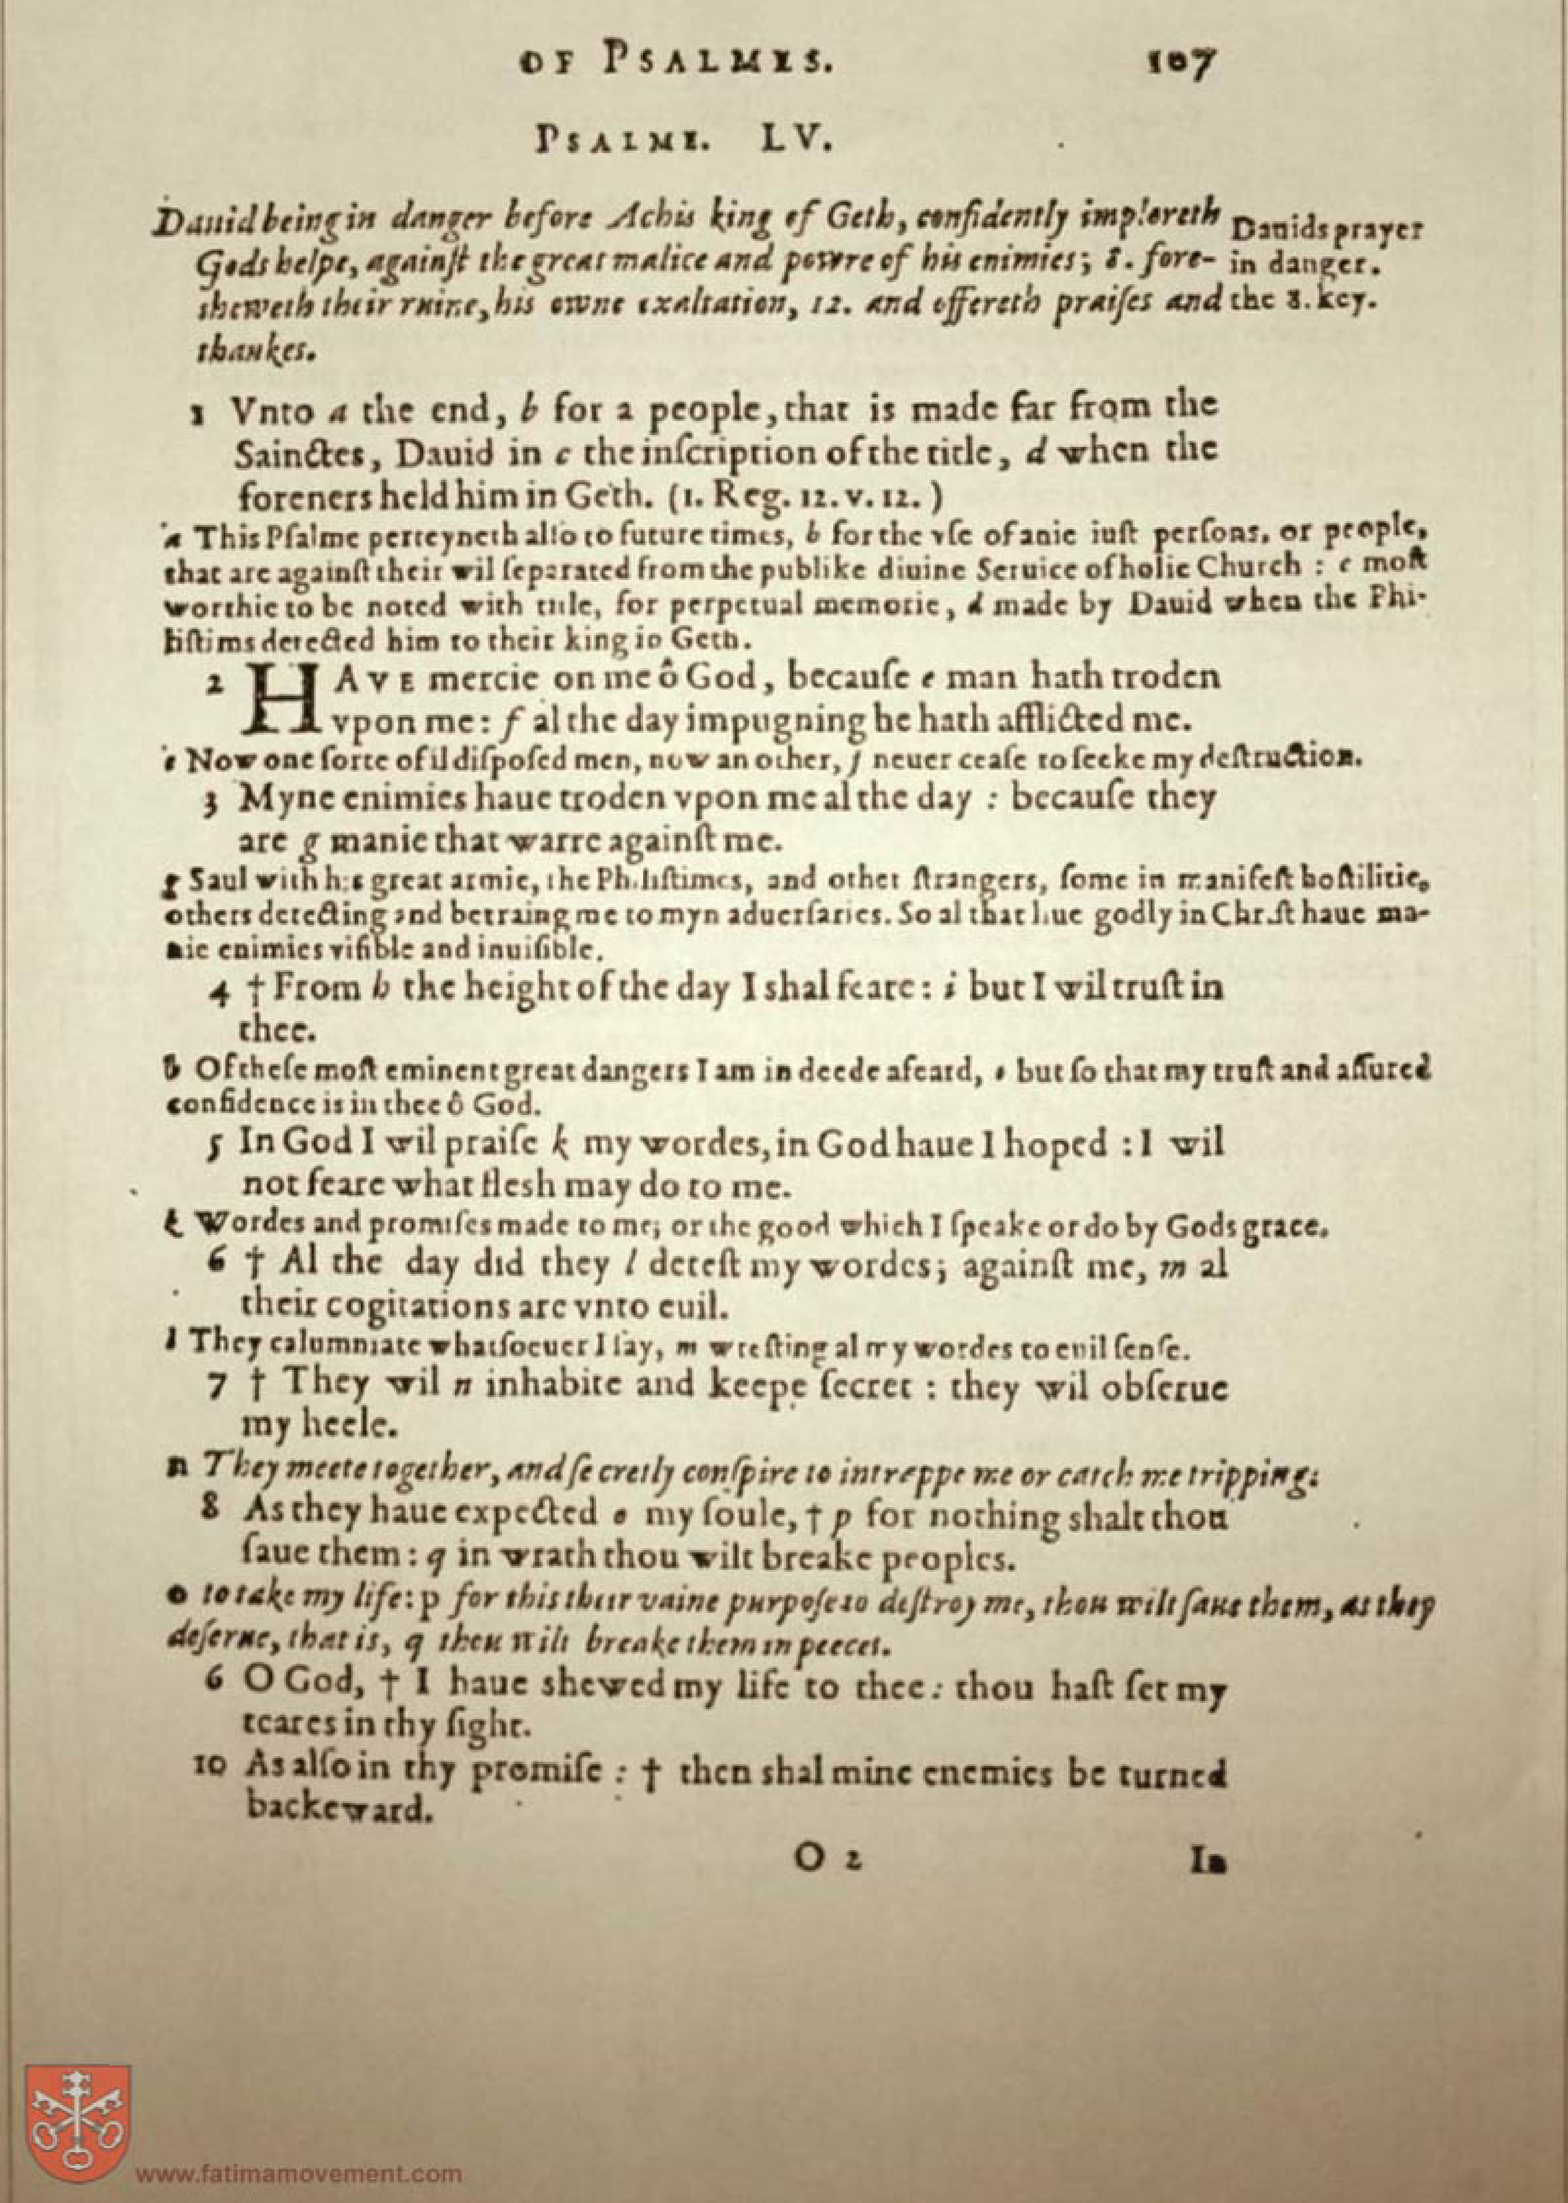 OF PSALMES. 107
PSALME. LV.
Dauid being in danger before Achis king of Geth, confidently imploreth
Gods helpe, againſt the great malice and powre of his enimies; 8. fore-
sheweth their ruine, his owne exaltation, 12. and offereth praiſes and
thankes.
Dauids prayer
in danger.
the 8. key.
1 Vnto a the end, b for a people, that is made far from the
Sainctes, Dauid in c the inſcription of the title, d when the
foreners held him in Geth. (1. Reg. 12. v. 12.)
a This Pſalme perteyneth alſo to future times, b for the vſe of anie iuſt perſons, or people,
that are againſt their wil ſeparated from the publike diuine Seruice of holie Church: c moſt
worthie to be noted with title, for perpetual memorie, d made by Dauid when the Phi-
liſtims detected him to their king in Geth.
2 HAVE mercie on me ô God, becauſe e man hath troden
vpon me: f al the day impugning he hath afflicted me.
e Now one ſorte of il diſpoſed men, now an other, f neuer ceaſe to ſeeke my deſtruction.
3 Myne enimies haue troden vpon me al the day : becauſe they
are g manie that warre againſt me.
g Saul with his great armie, the Philiſtimes, and other ſtrangers, ſome in manifeſt hoſtilitie,
others detecting and betraing me to myn aduerſaries. So al that liue godly in Chriſt haue ma-
nie enimies viſible and inuiſible.
4 † From h the height of the day I shal feare: i but I wil truſt in
thee.
h Of theſe moſt eminent great dangers I am in deede afeard, i but ſo that my truſt and aſſured
confidence is in thee ô God.
5 In God I wil praiſe k my wordes, in God haue I hoped : I wil
not feare what flesh may do to me.
k Wordes and promiſes made to me; or the good which I ſpeake or do by Gods grace.
6 † Al the day did they l deteſt my wordes; againſt me, m al
their cogitations are vnto euil.
l They calumniate whatſoeuer I ſay, m wreſting al my wordes to euil ſenſe.
7 † They wil n inhabite and keepe ſecret : they wil obſerue
my heele.
n They meete together, and ſecretly conſpire to intrappe me or catch me tripping:
8 As they haue expected o my ſoule, † p for nothing shalt thou
ſaue them: q in wrath thou wilt breake peoples.
o to take my life: p for this their vaine purpoſe to deſtroy me, thou wilt ſaue them, as they
deſerue, that is, q thou wilt breake them in peeces.
6 O God, † I haue shewed my life to thee: thou haſt ſet my
teares in thy ſight.
10 As alſo in thy promiſe : † then shal mine enemies be turned
backeward.
O 2 In
www.fatimamovement.com